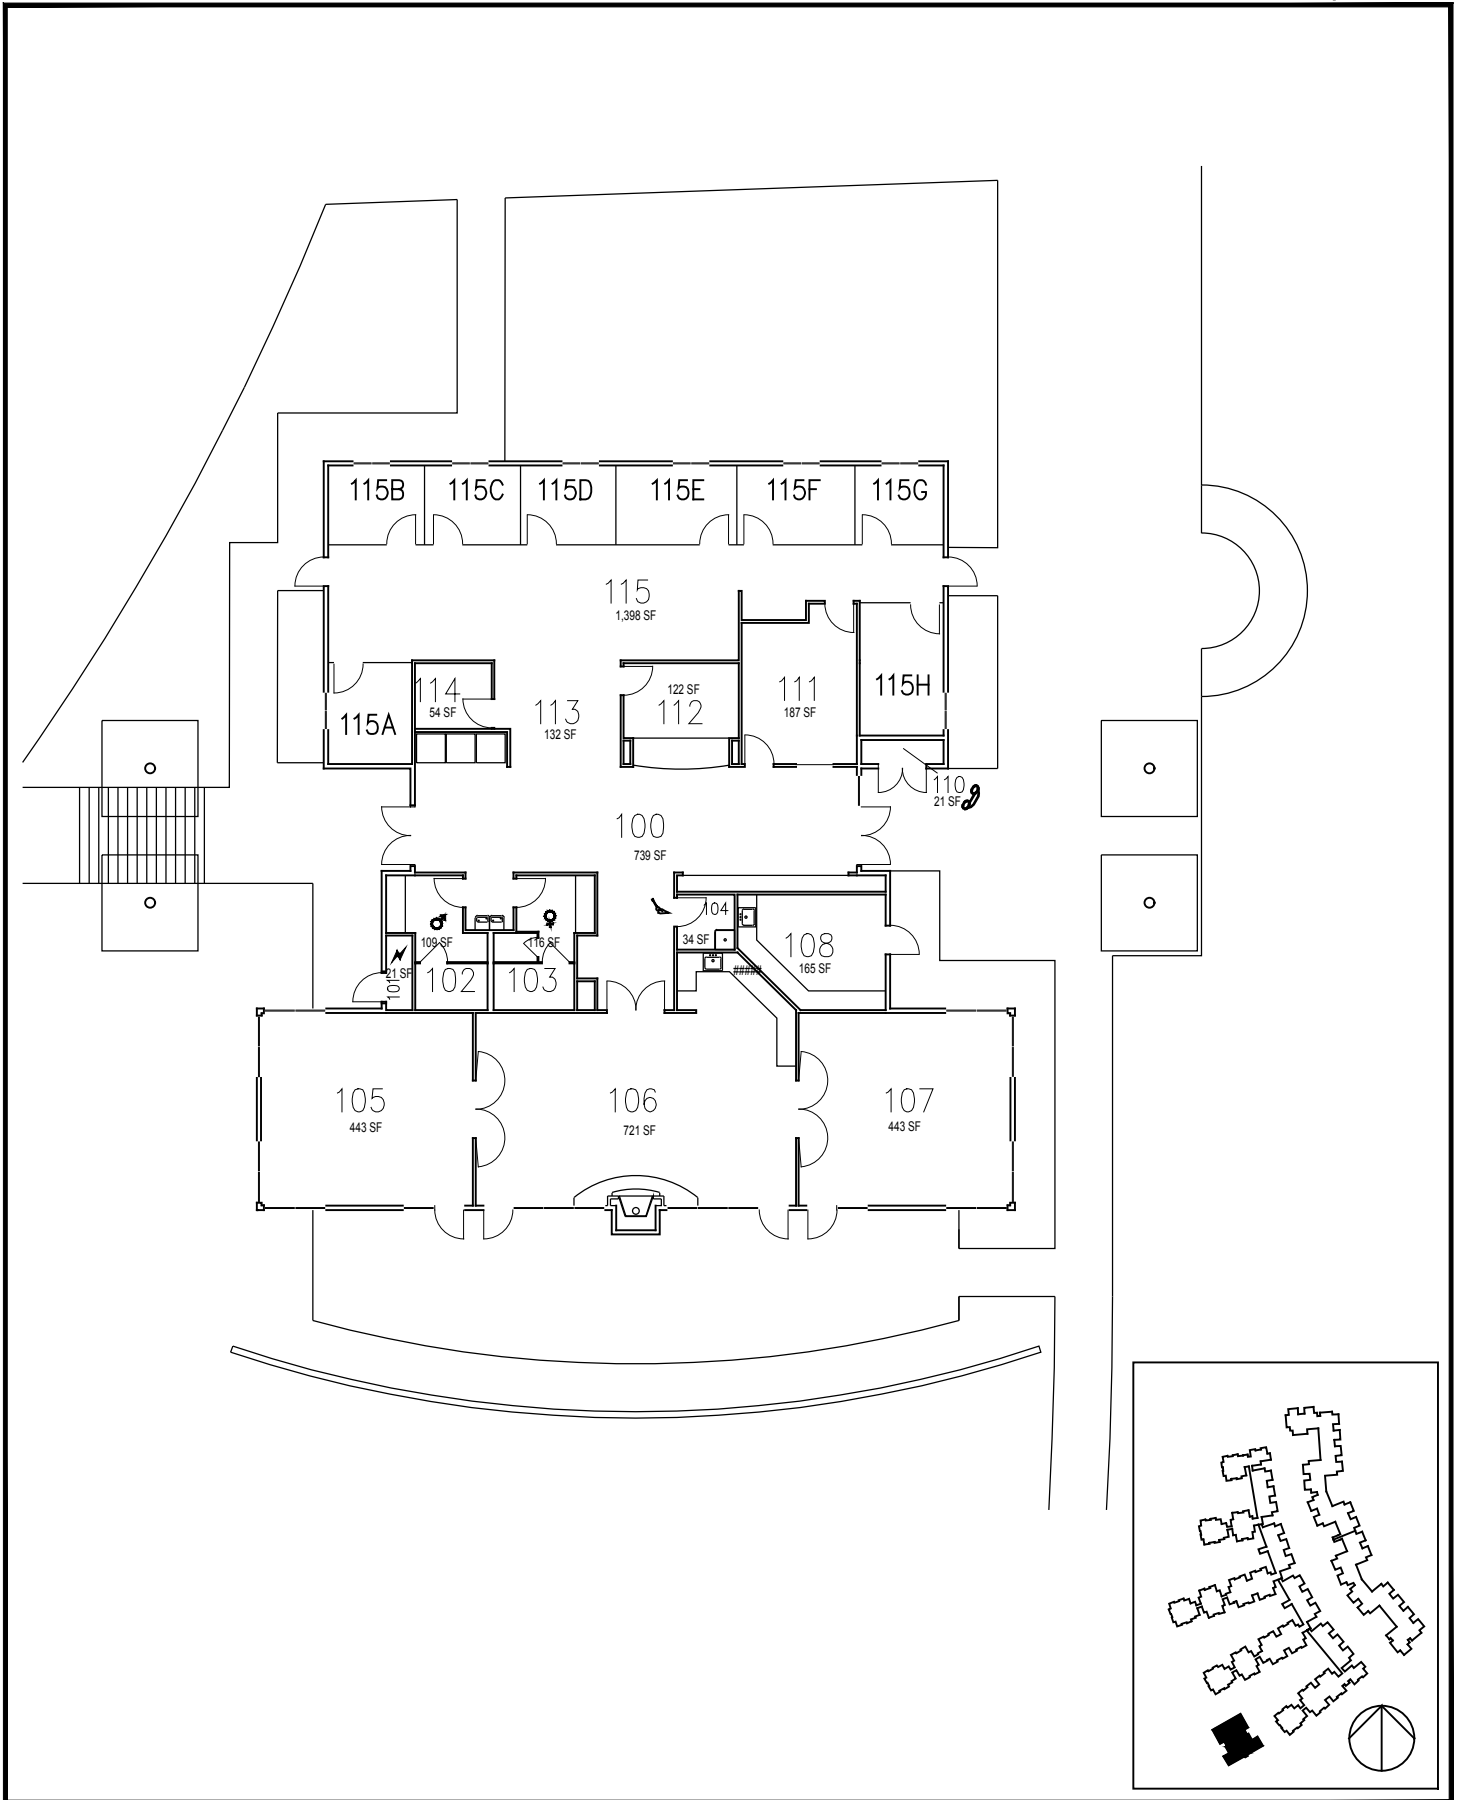 115B 115C 115D 115E 115F 115G
115
1,398 SF
115A
114
54 SF
113
132 SF
122 SF
112
111
187 SF
115H
110
21 SF
100
739 SF
109 SF
116 SF
104
34 SF
108
165 SF
21 SF
101
102
103
#####
105
443 SF
106
721 SF
107
443 SF